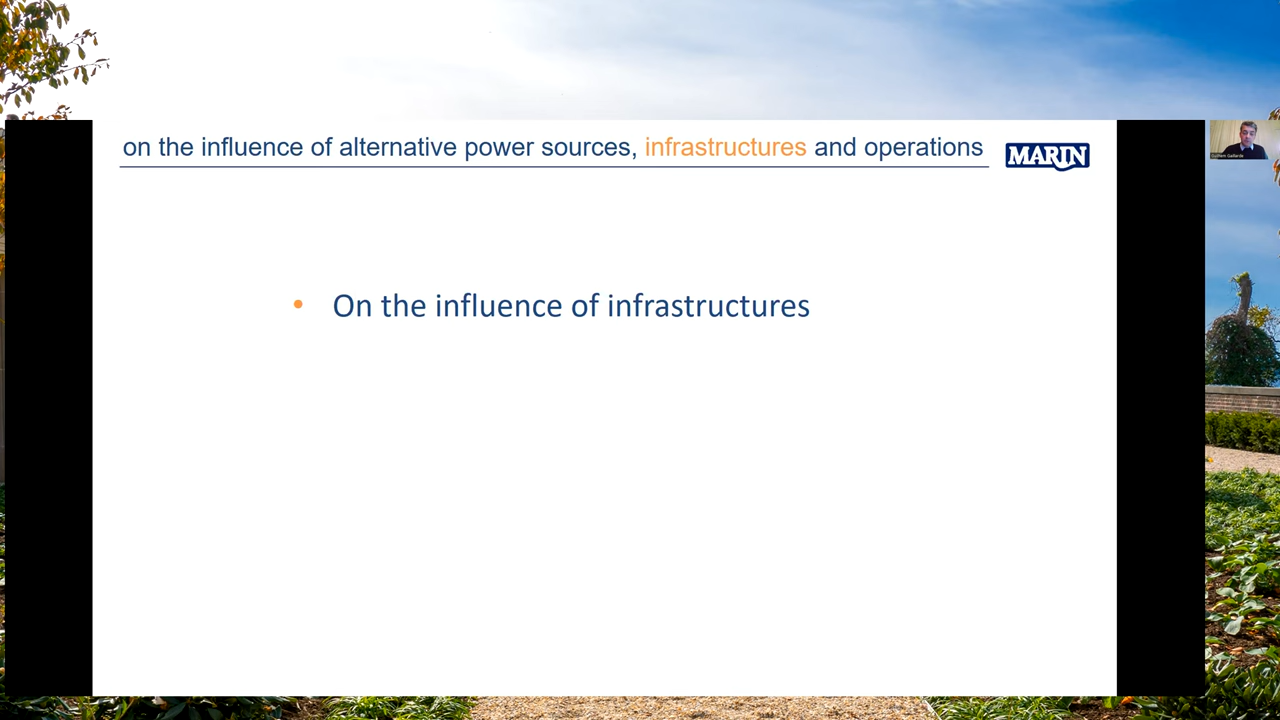 on the influence of alternative power sources, infrastructures and operations
MARIN
• On the influence of infrastructures